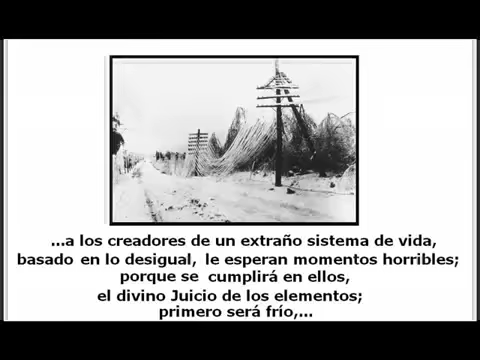 ...a los creadores de un extraño sistema de vida,
basado en lo desigual, le esperan momentos horribles;
porque se cumplirá en ellos,
el divino Juicio de los elementos;
primero será frío,...